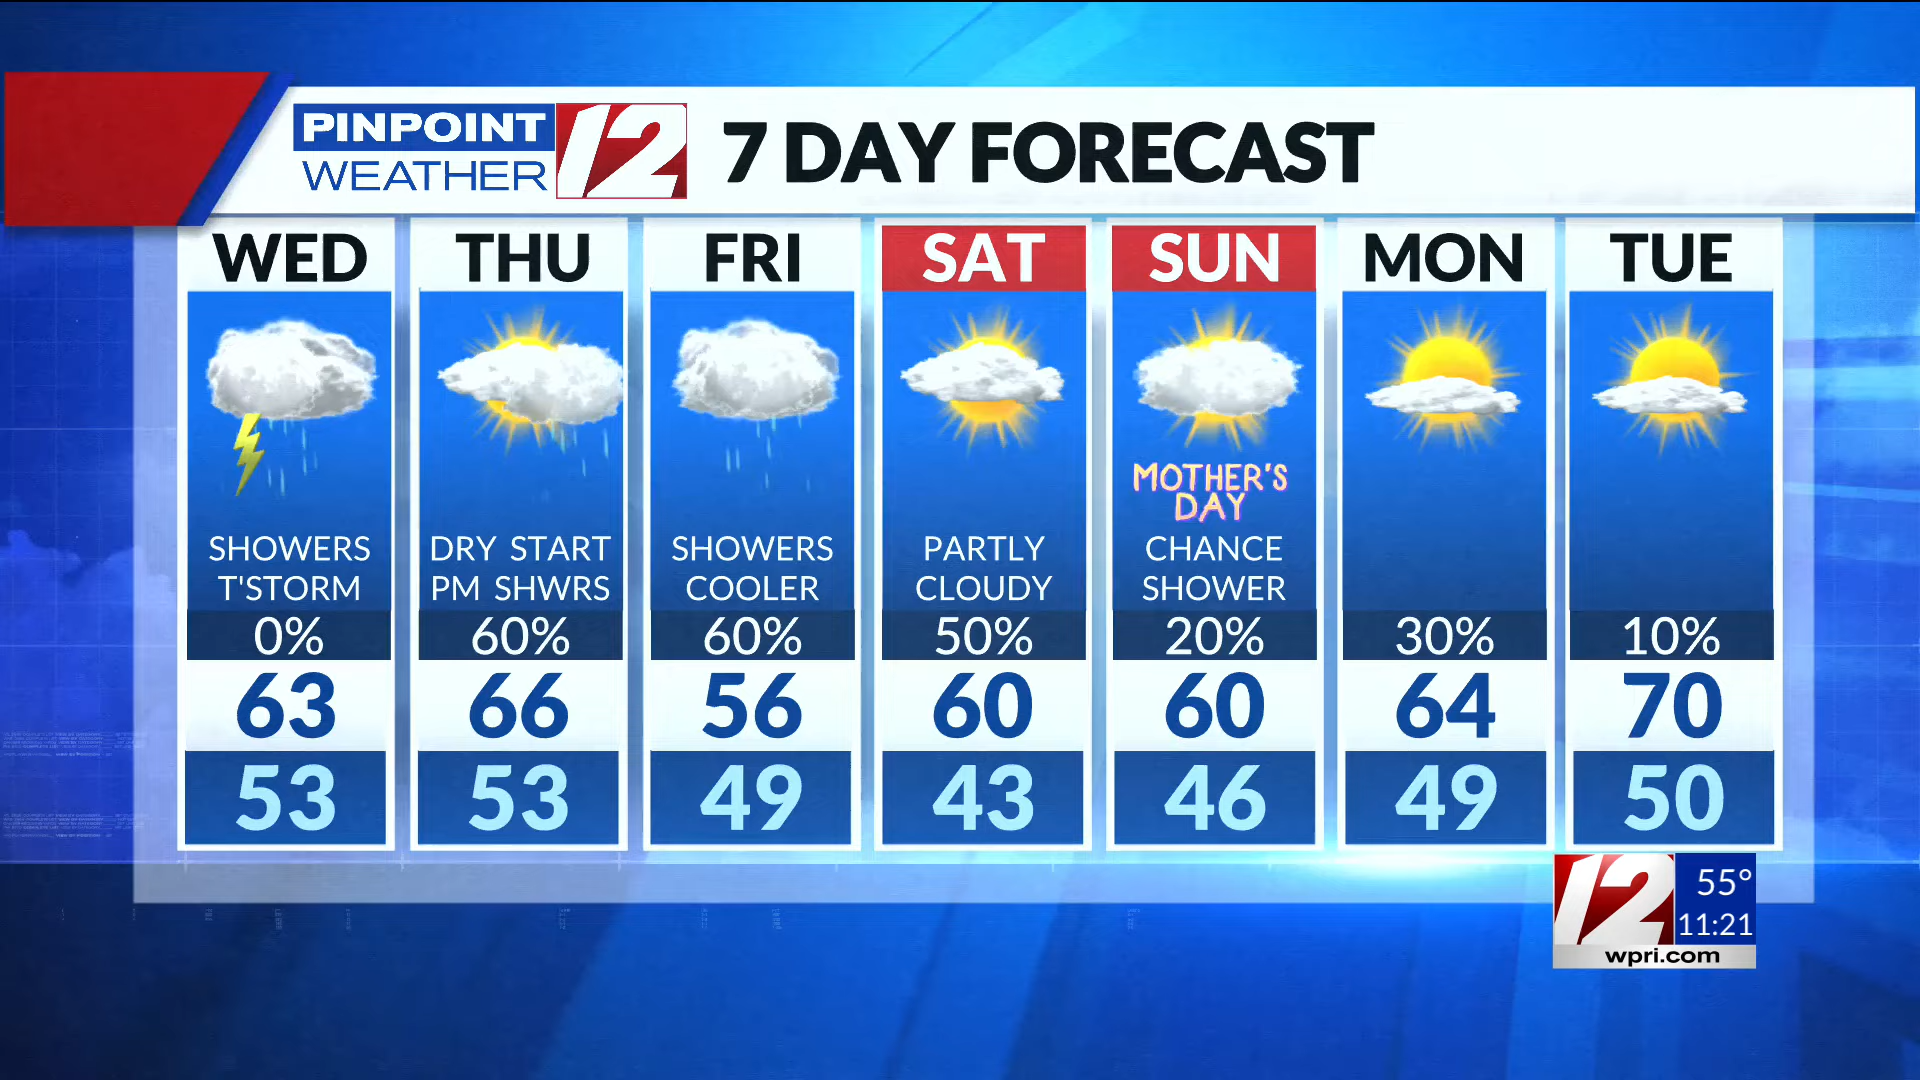 PINPOINT
WEATHER 12
7 DAY FORECAST
WED THU FRI SAT SUN MON TUE
MOTHER'S
DAY
SHOWERS
T'STORM
DRY START
PM SHWRS
SHOWERS
COOLER
PARTLY
CLOUDY
CHANCE
SHOWER
0% 60% 60% 50% 20% 30% 10%
63 66 56 60 60 64 70
53 53 49 43 46 49 50
12
55°
11:21
wpri.com